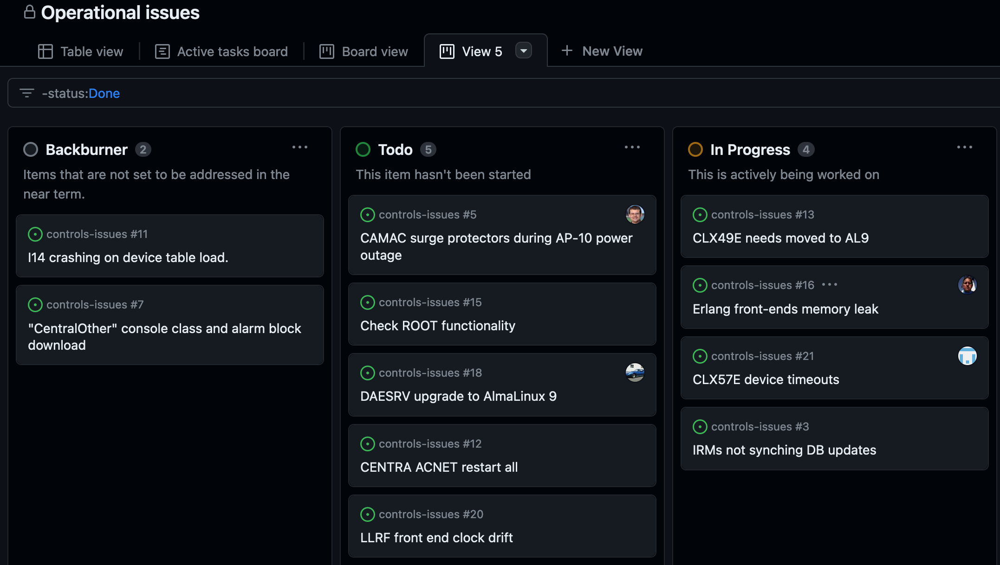 Operational issues
Table view
Active tasks board
Board view
View 5
New View
-status:Done
Backburner 2
Items that are not set to be addressed in the
near term.
controls-issues #11
I14 crashing on device table load.
controls-issues #7
"CentralOther" console class and alarm block
download
Todo 5
This item hasn't been started
controls-issues #5
CAMAC surge protectors during AP-10 power
outage
controls-issues #15
Check ROOT functionality
controls-issues #18
DAESRV upgrade to AlmaLinux 9
controls-issues #12
CENTRA ACNET restart all
controls-issues #20
LLRF front end clock drift
In Progress 4
This is actively being worked on
controls-issues #13
CLX49E needs moved to AL9
controls-issues #16
Erlang front-ends memory leak
controls-issues #21
CLX57E device timeouts
controls-issues #3
IRMs not synching DB updates